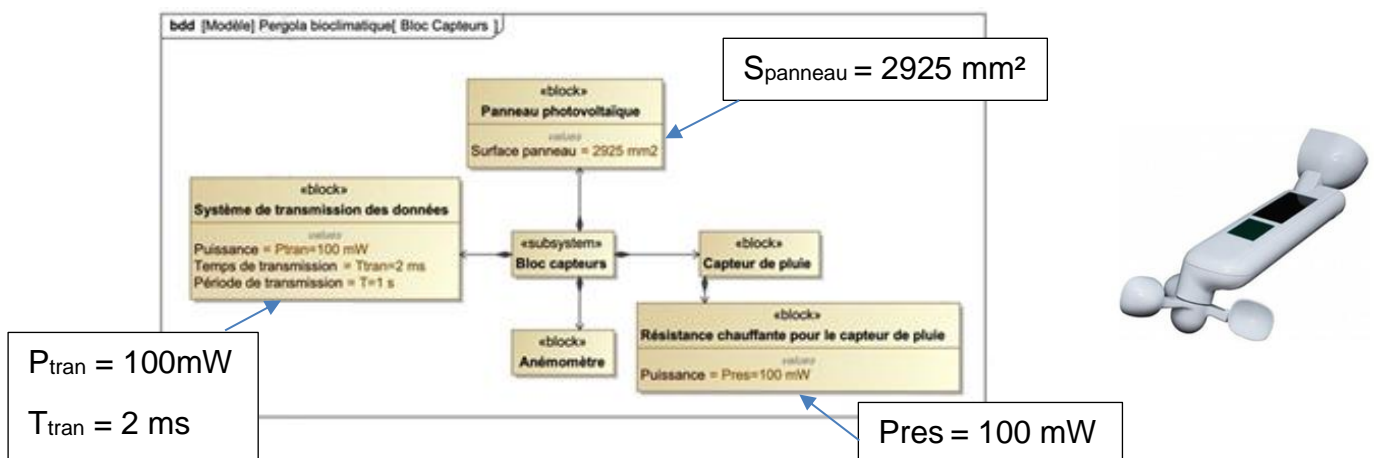 bdd [Modèle] Pergola bioclimatique[ Bloc Capteurs ]
Spanneau = 2925 mm²
«block»
Panneau photovoltaïque
values
Surface panneau = 2925 mm2
«block»
Système de transmission des données
values
Puissance = Ptran=100 mW
Temps de transmission = Ttran=2 ms
Période de transmission = T=1 s
«subsystem»
Bloc capteurs
«block»
Capteur de pluie
«block»
Anémomètre
«block»
Résistance chauffante pour le capteur de pluie
values
Puissance = Pres=100 mW
Ptran = 100mW
Ttran = 2 ms
Pres = 100 mW